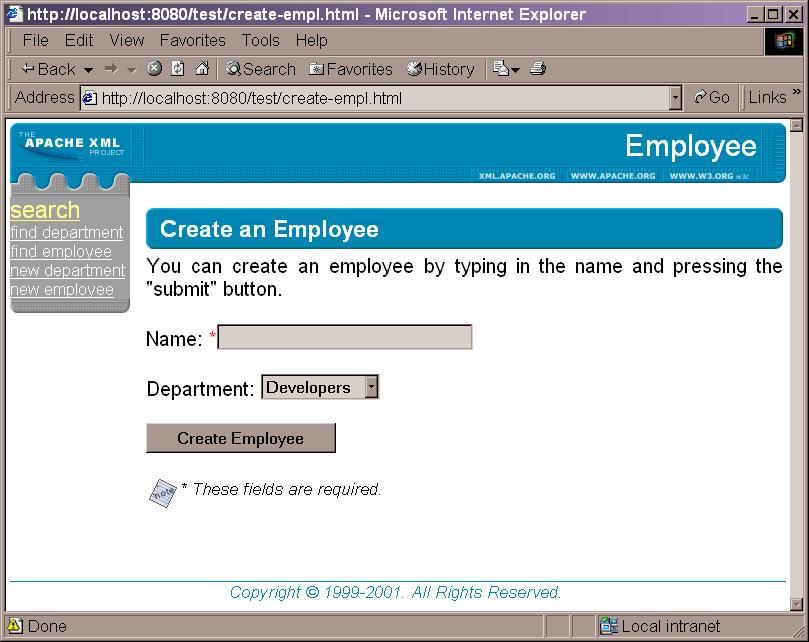 http://localhost:8080/test/create-empl.html - Microsoft Internet Explorer
File Edit View Favorites Tools Help
Back Search Favorites History
Address http://localhost:8080/test/create-empl.html Go Links »
THE
APACHE XML
PROJECT
Employee
XML.APACHE.ORG WWW.APACHE.ORG WWW.W3.ORG w3c
search
find department
find employee
new department
new employee
Create an Employee
You can create an employee by typing in the name and pressing the
"submit" button.
Name: *
Department: Developers
Create Employee
note * These fields are required.
Copyright © 1999-2001. All Rights Reserved.
Done Local intranet